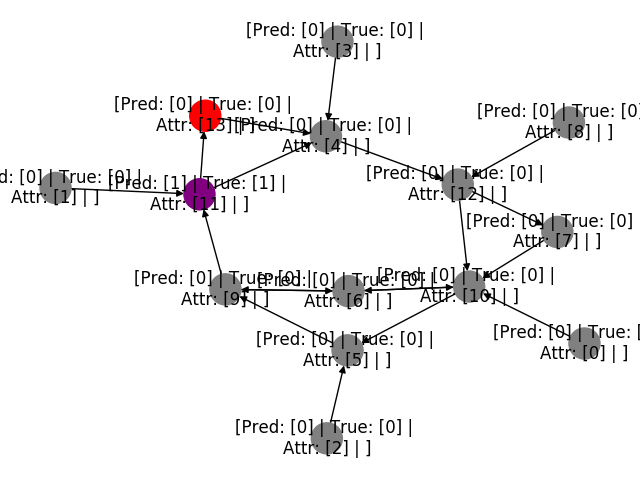 [Pred: [0] | True: [0] |
Attr: [3] | ]
[Pred: [0] | True: [0] |
Attr: [13] | ]
[Pred: [0] | True: [0] |
Attr: [4] | ]
[Pred: [0] | True: [0]
Attr: [8] | ]
d: [0] | True: [0] |
Attr: [1] | ]
[Pred: [1] | True: [1] |
Attr: [11] | ]
[Pred: [0] | True: [0] |
Attr: [12] | ]
[Pred: [0] | True: [0]
Attr: [7] | ]
[Pred: [0] | True: [0] |
Attr: [9] | ]
[Pred: [0] | True: [0] |
Attr: [6] | ]
[Pred: [0] | True: [0] |
Attr: [10] | ]
[Pred: [0] | True: [0] |
Attr: [5] | ]
[Pred: [0] | True: [
Attr: [0] | ]
[Pred: [0] | True: [0] |
Attr: [2] | ]